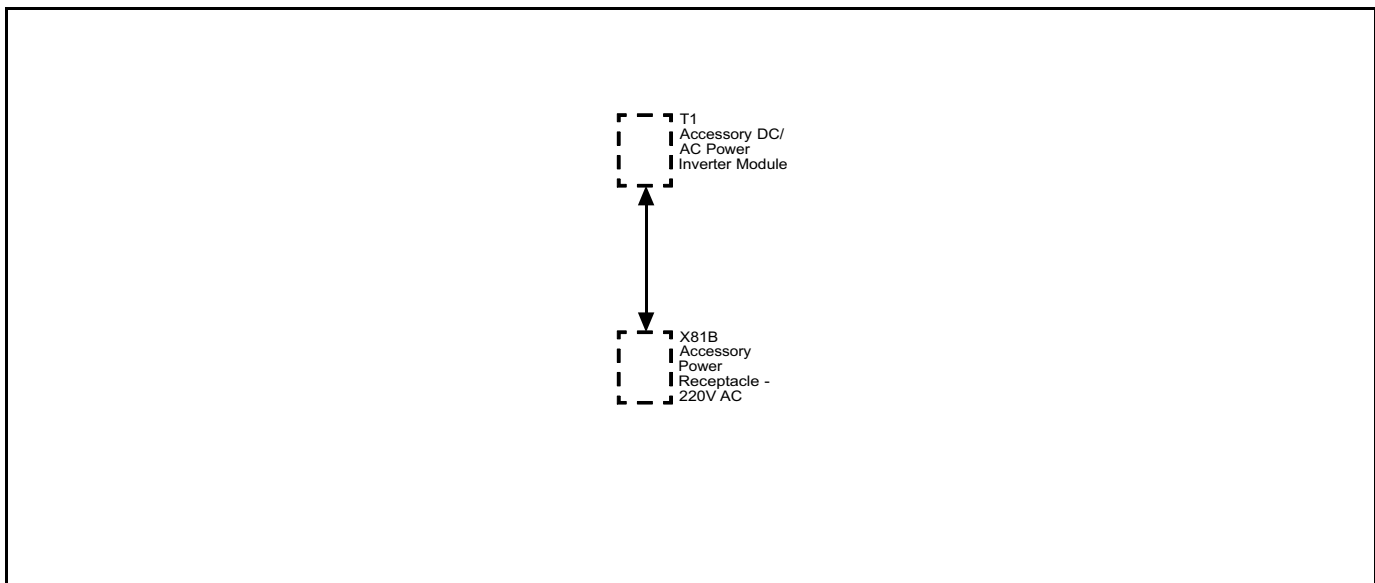 T1
Accessory DC/
AC Power
Inverter Module
X81B
Accessory
Power
Receptacle -
220V AC